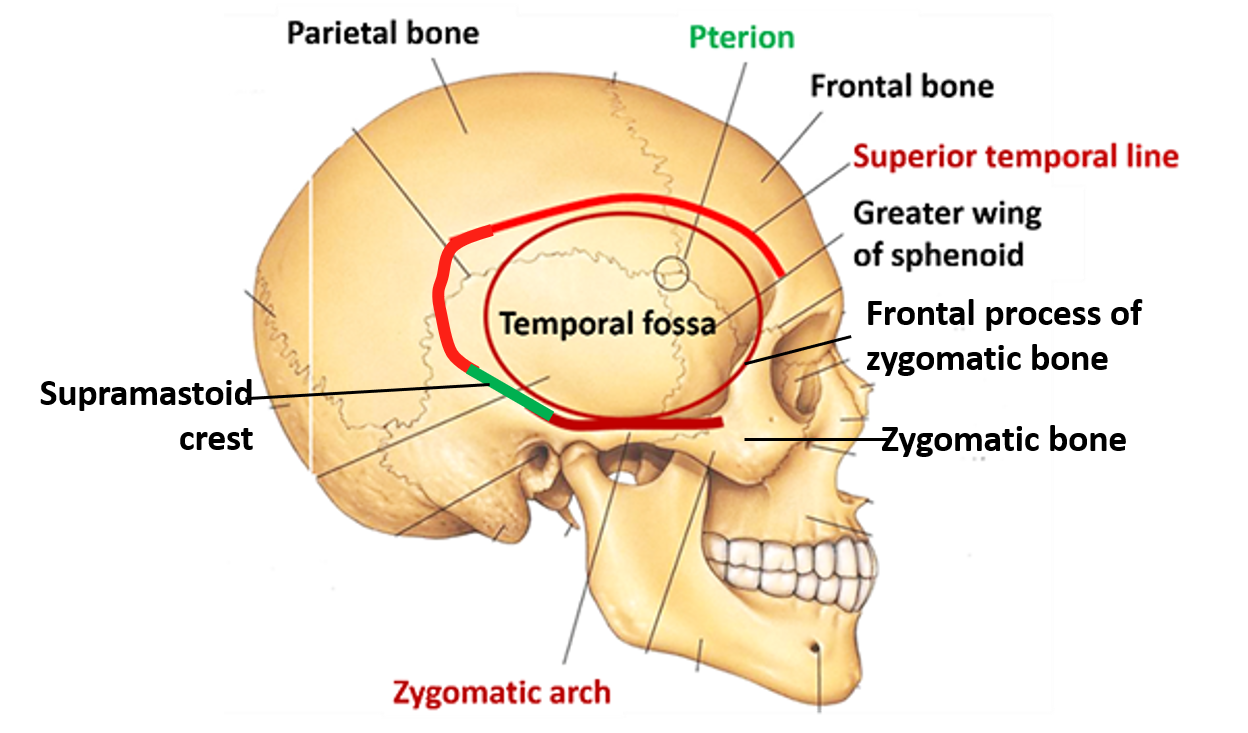 Parietal bone
Pterion
Frontal bone
Superior temporal line
Greater wing
of sphenoid
Frontal process of
zygomatic bone
Temporal fossa
Supramastoid
crest
Zygomatic bone
Zygomatic arch